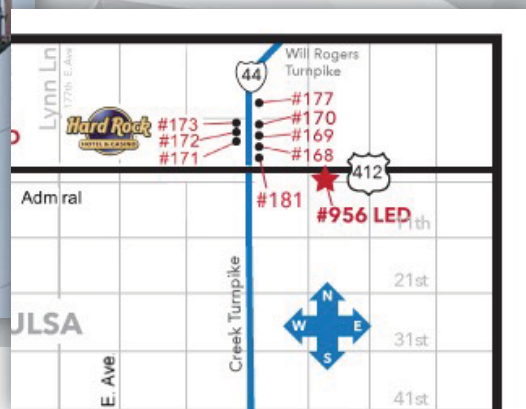 Lynn Ln
177th E.Ave
44
Will Rogers
Turnpike
#177
Hard Rock
HOTEL & CASINO
#173
#170
#172
#169
#171
#168
412
Admiral
#181
#956 LED
11th
Creek Turnpike
21st
N
W
E
S
31st
E. Ave
41st